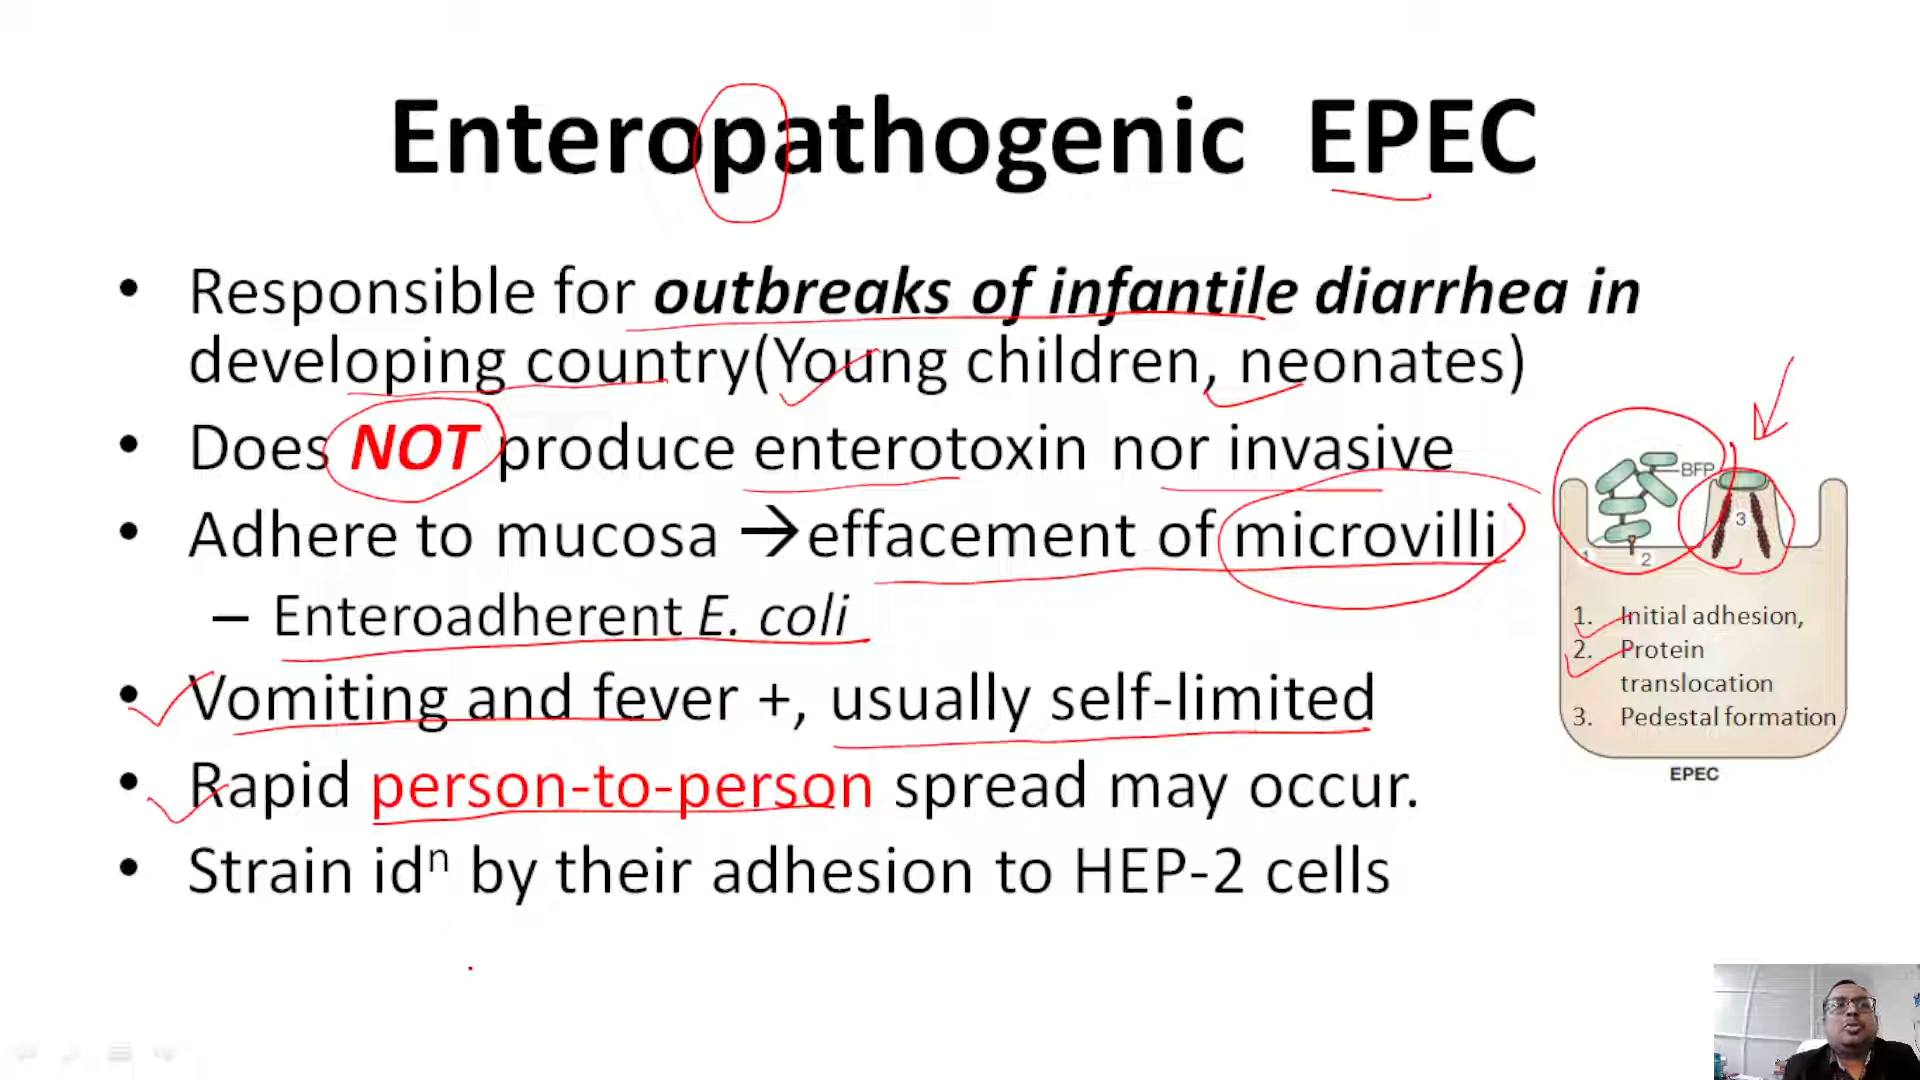 Enteropathogenic EPEC
• Responsible for outbreaks of infantile diarrhea in
developing country(Young children, neonates)
• Does NOT produce enterotoxin nor invasive
• Adhere to mucosa →effacement of microvilli
– Enteroadherent E. coli
• Vomiting and fever +, usually self-limited
• Rapid person-to-person spread may occur.
• Strain idⁿ by their adhesion to HEP-2 cells
BFP
3
1
2
1. Initial adhesion,
2. Protein
translocation
3. Pedestal formation
EPEC